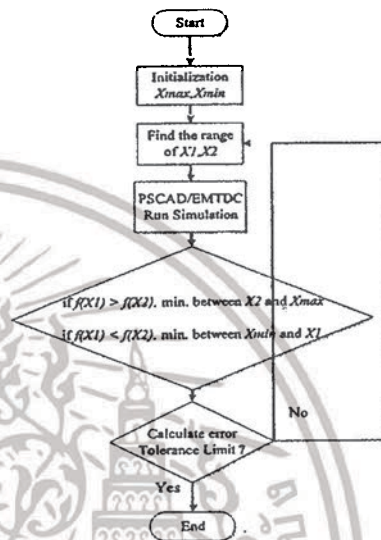 Start
Initialization
Xmax,Xmin
Find the range
of X1,X2
PSCAD/EMTDC
Run Simulation
if f(X1) > f(X2), min. between X2 and Xmax
if f(X1) < f(X2), min. between Xmin and X1
No
Calculate error
Tolerance Limit ?
Yes
End